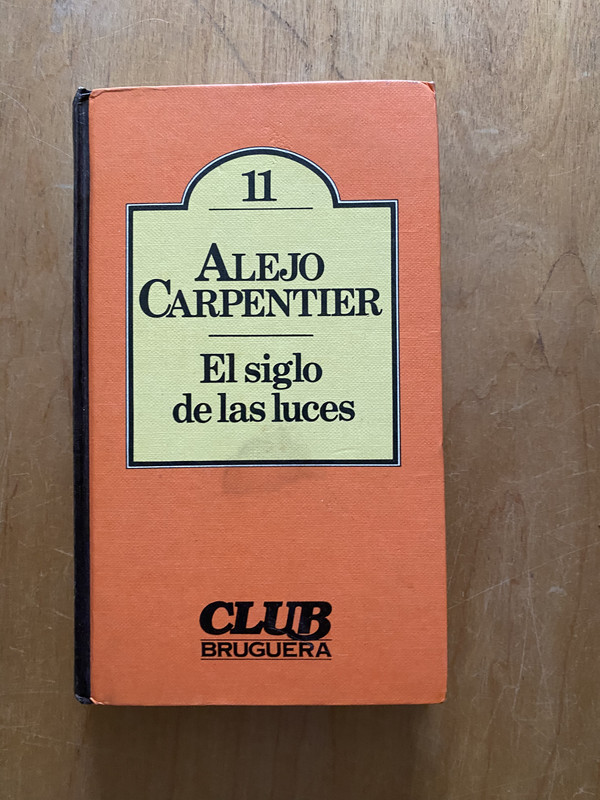 11
ALEJO
CARPENTIER
El siglo
de las luces
CLUB
BRUGUERA